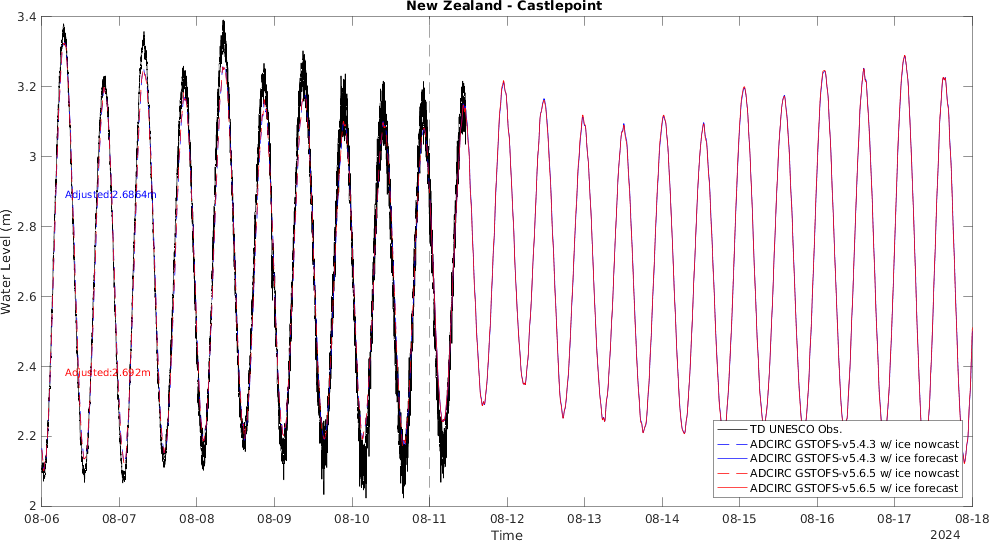 New Zealand - Castlepoint
3.4
3.2
3
2.8
2.6
2.4
2.2
2
Water Level (m)
Adjusted:2.6864m
Adjusted:2.692m
TD UNESCO Obs.
ADCIRC GSTOFS-v5.4.3 w/ ice nowcast
ADCIRC GSTOFS-v5.4.3 w/ ice forecast
ADCIRC GSTOFS-v5.6.5 w/ ice nowcast
ADCIRC GSTOFS-v5.6.5 w/ ice forecast
08-06 08-07 08-08 08-09 08-10 08-11 08-12 08-13 08-14 08-15 08-16 08-17 08-18
Time
2024